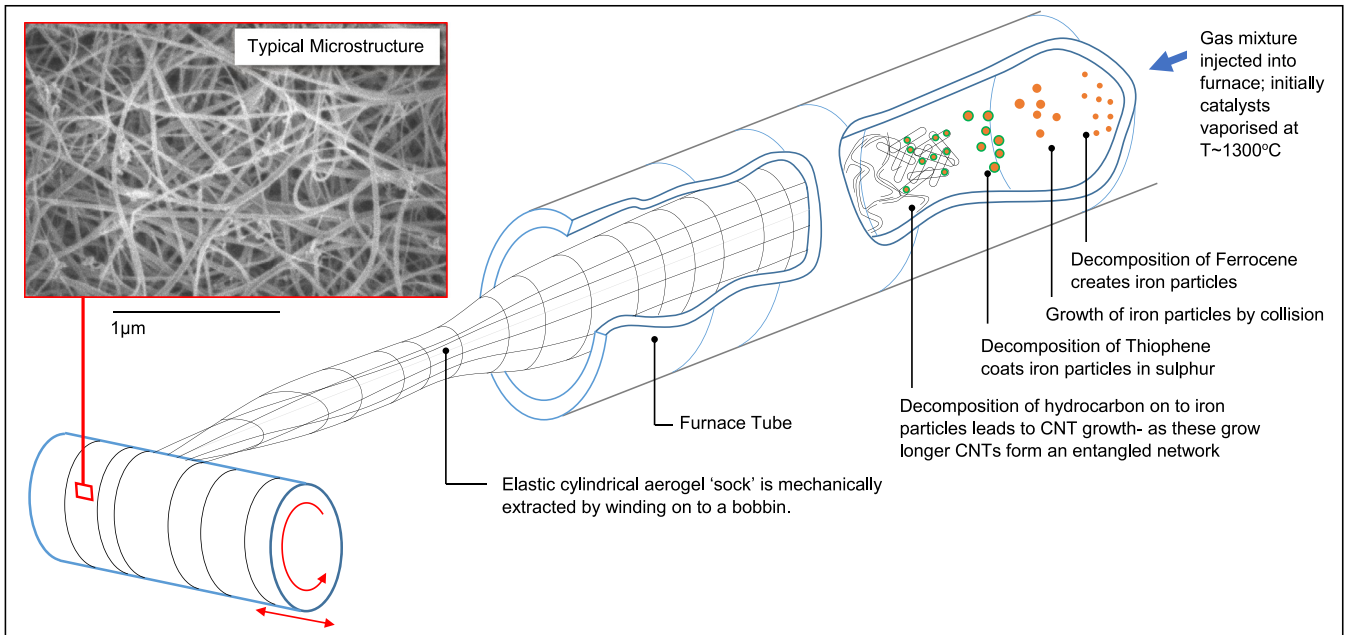 Typical Microstructure
1µm
Gas mixture
injected into
furnace; initially
catalysts
vaporised at
T~1300ºC
Decomposition of Ferrocene
creates iron particles
Growth of iron particles by collision
Decomposition of Thiophene
coats iron particles in sulphur
Decomposition of hydrocarbon on to iron
particles leads to CNT growth- as these grow
longer CNTs form an entangled network
Furnace Tube
Elastic cylindrical aerogel ‘sock’ is mechanically
extracted by winding on to a bobbin.